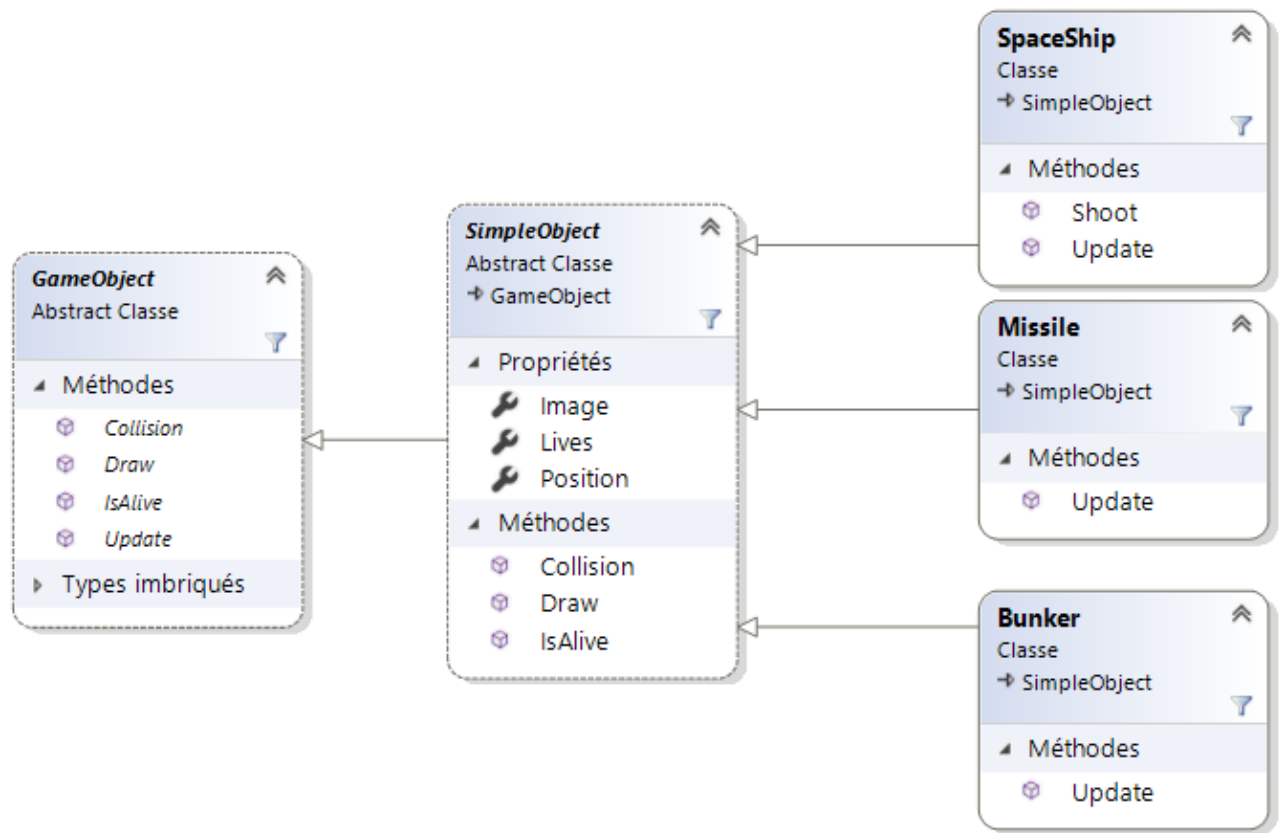 GameObject
Abstract Classe
Méthodes
Collision
Draw
IsAlive
Update
Types imbriqués
SimpleObject
Abstract Classe
GameObject
Propriétés
Image
Lives
Position
Méthodes
Collision
Draw
IsAlive
SpaceShip
Classe
SimpleObject
Méthodes
Shoot
Update
Missile
Classe
SimpleObject
Méthodes
Update
Bunker
Classe
SimpleObject
Méthodes
Update